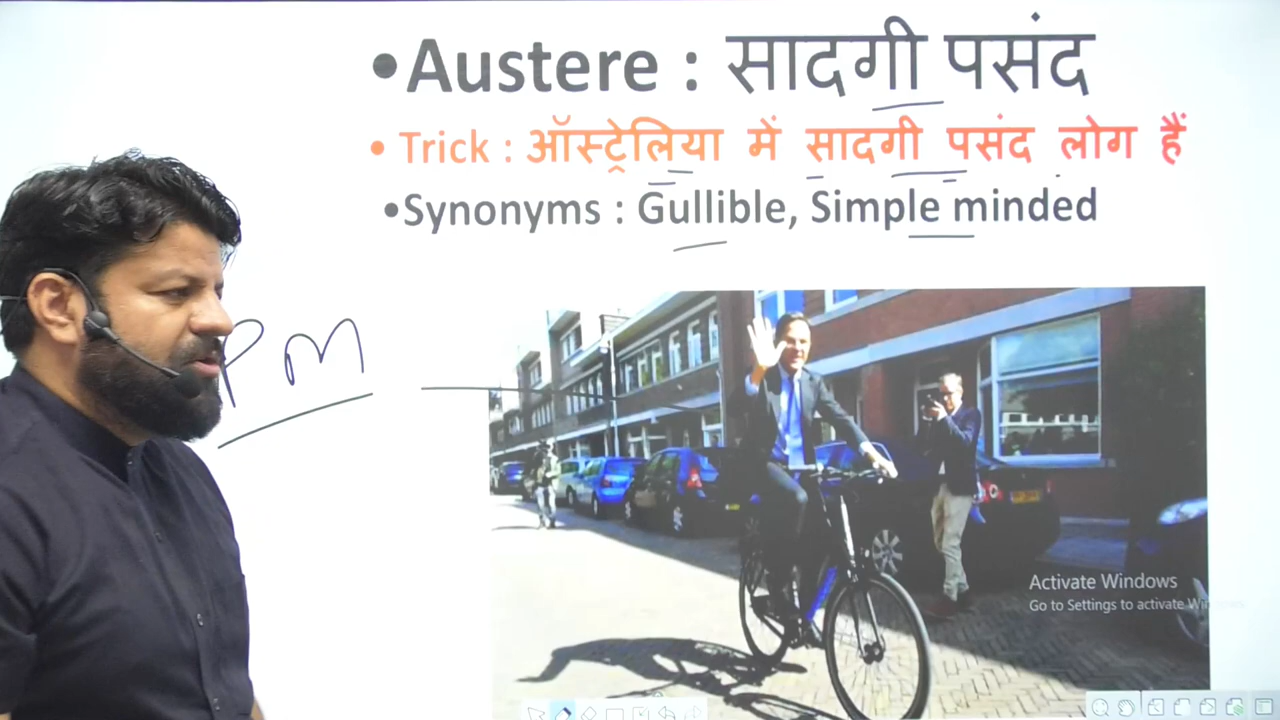 •Austere : सादगी पसंद
• Trick : ऑस्ट्रेलिया में सादगी पसंद लोग हैं
•Synonyms : Gullible, Simple minded
PM
Activate Windows
Go to Settings to activate